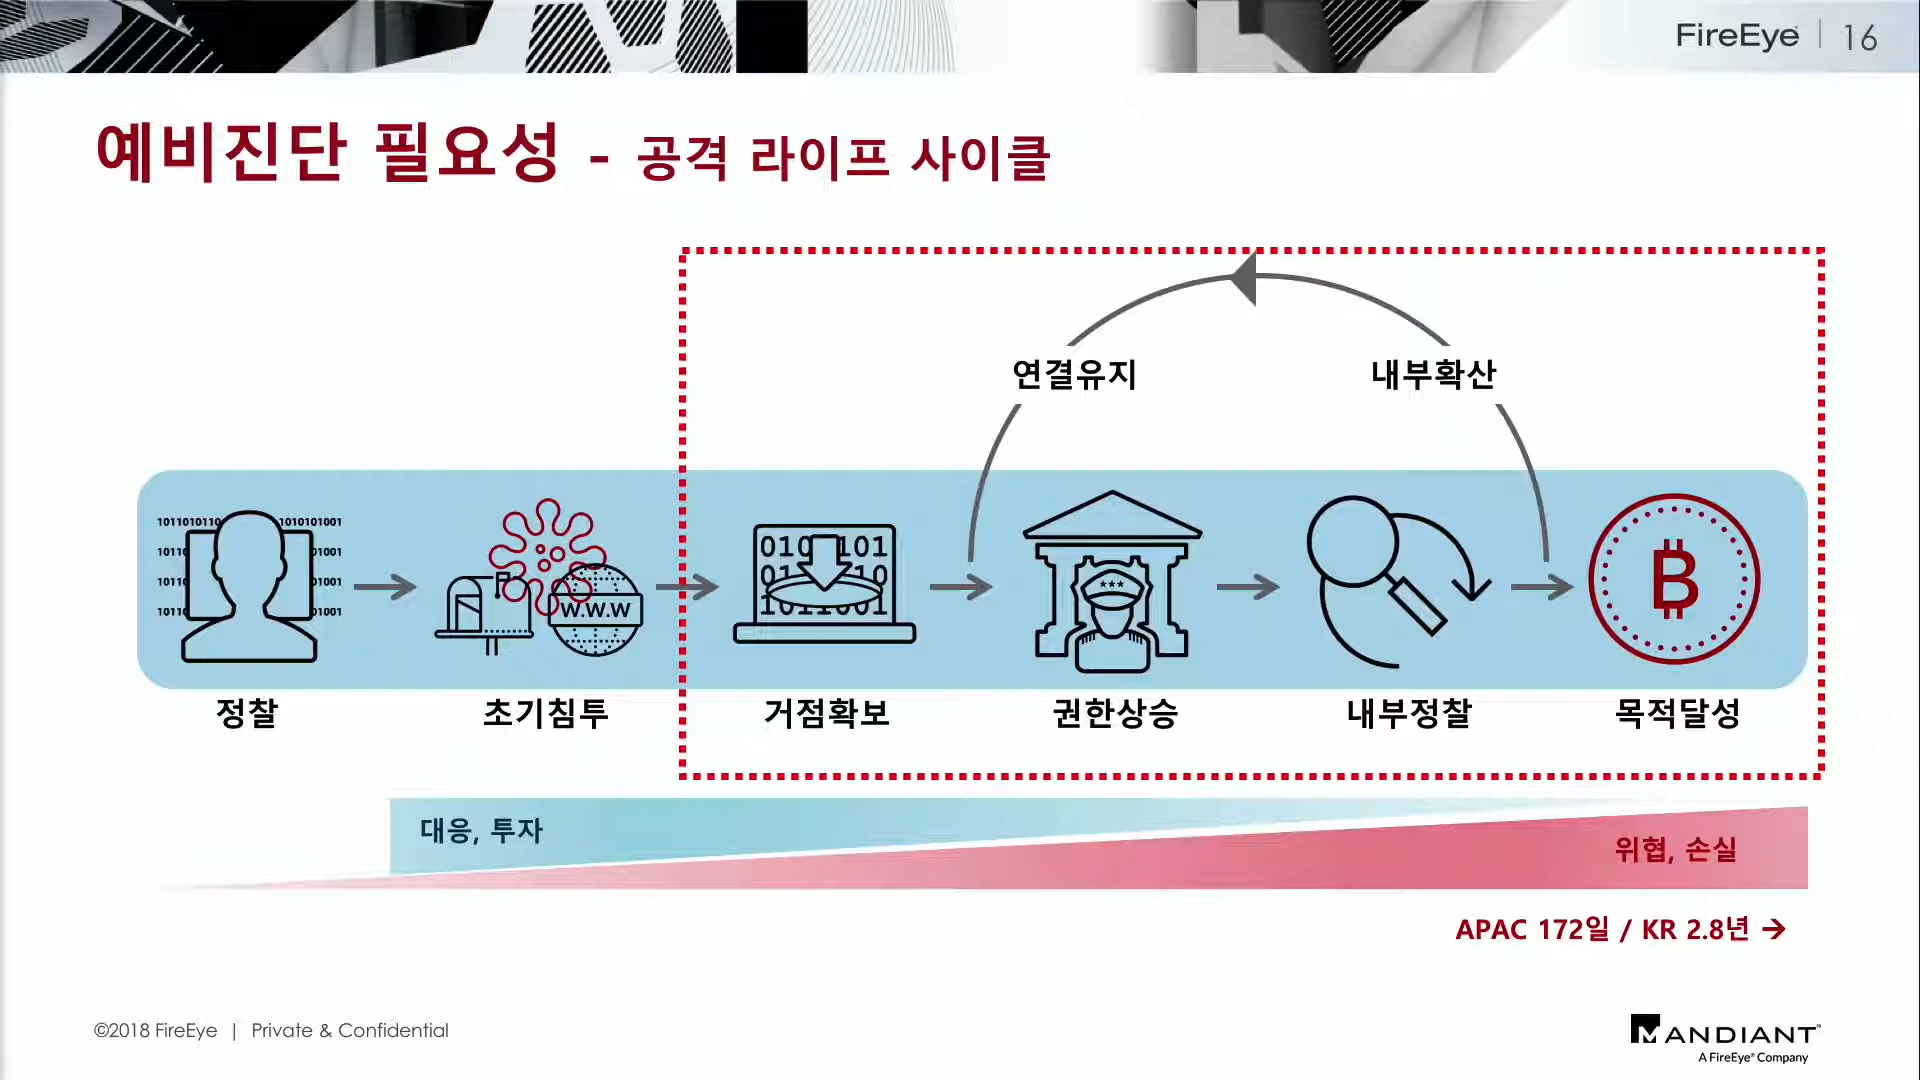 FireEye | 16
예비진단 필요성 - 공격 라이프 사이클
연결유지
내부확산
W.W.W
정찰
초기침투
거점확보
권한상승
내부정찰
목적달성
대응, 투자
위협, 손실
APAC 172일 / KR 2.8년 →
©2018 FireEye | Private & Confidential
MANDIANT
A FireEye® Company